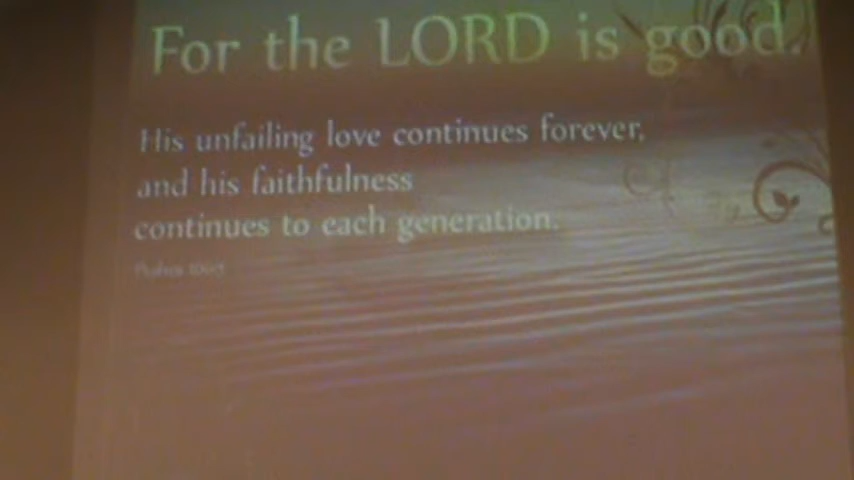 For the LORD is good.
His unfailing love continues forever,
and his faithfulness
continues to each generation.